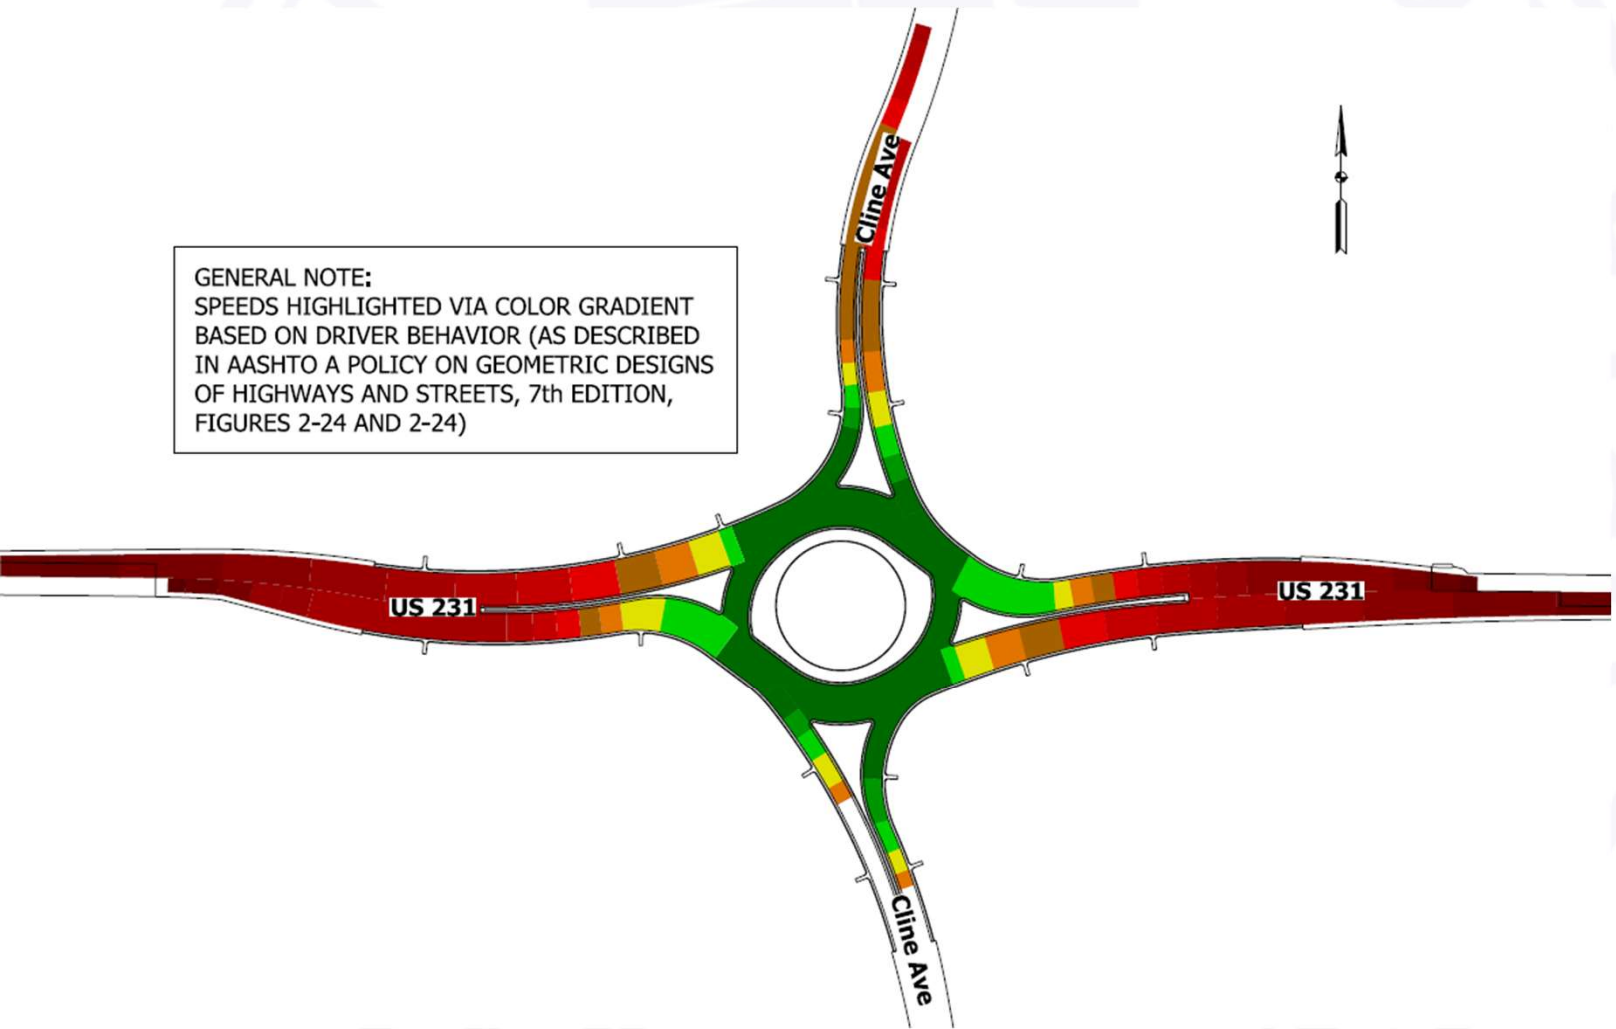 Cline Ave
GENERAL NOTE:
SPEEDS HIGHLIGHTED VIA COLOR GRADIENT
BASED ON DRIVER BEHAVIOR (AS DESCRIBED
IN AASHTO A POLICY ON GEOMETRIC DESIGNS
OF HIGHWAYS AND STREETS, 7th EDITION,
FIGURES 2-24 AND 2-24)
US 231
US 231
Cline Ave